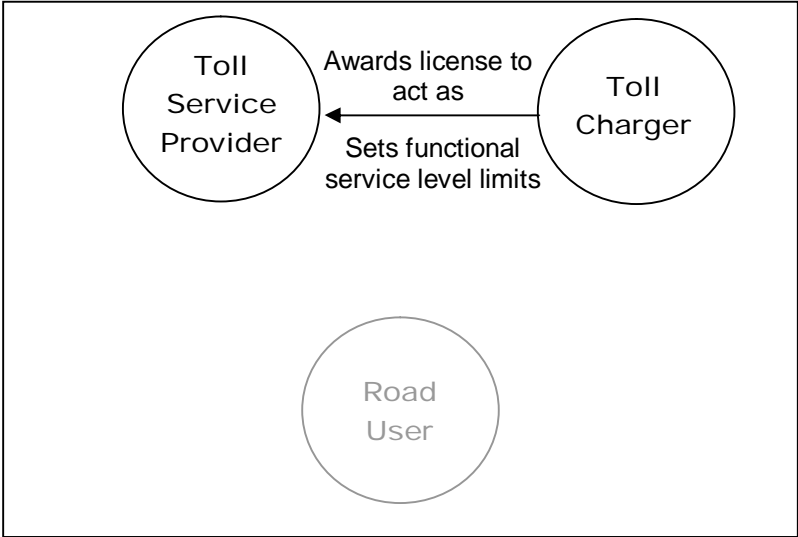 Toll
Service
Provider
Awards license to
act as
Sets functional
service level limits
Toll
Charger
Road
User